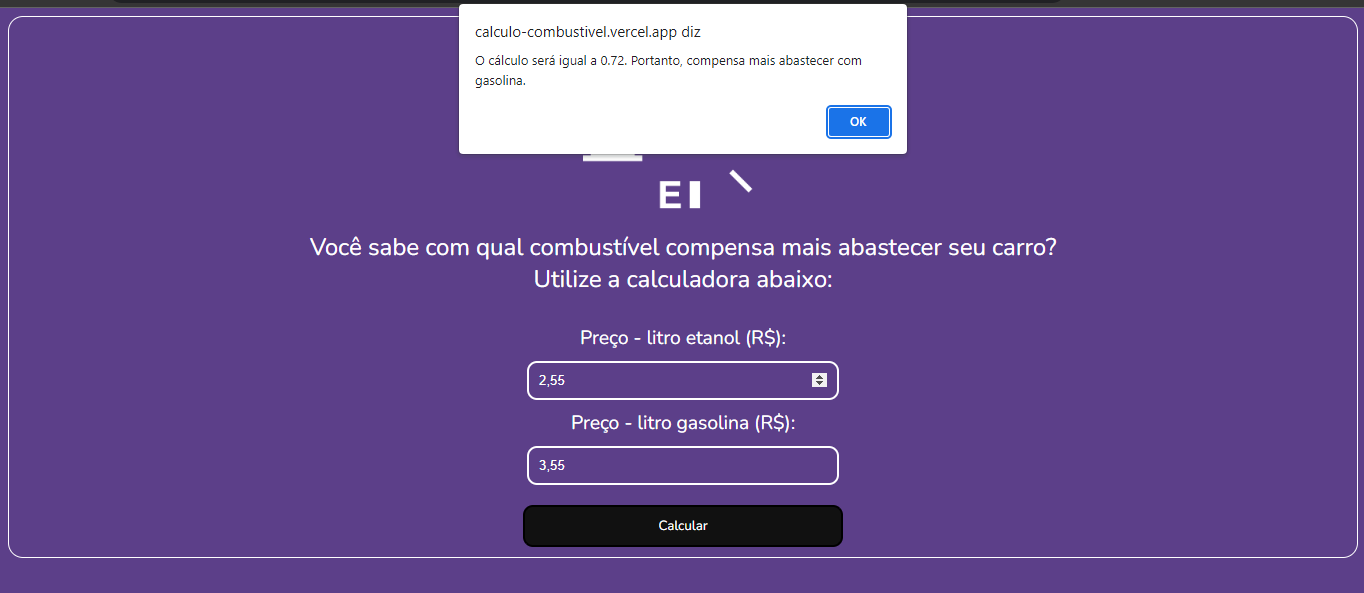 calculo-combustivel.vercel.app diz
O cálculo será igual a 0.72. Portanto, compensa mais abastecer com
gasolina.
OK
Você sabe com qual combustível compensa mais abastecer seu carro?
Utilize a calculadora abaixo:
Preço - litro etanol (R$):
2,55
Preço - litro gasolina (R$):
3,55
Calcular